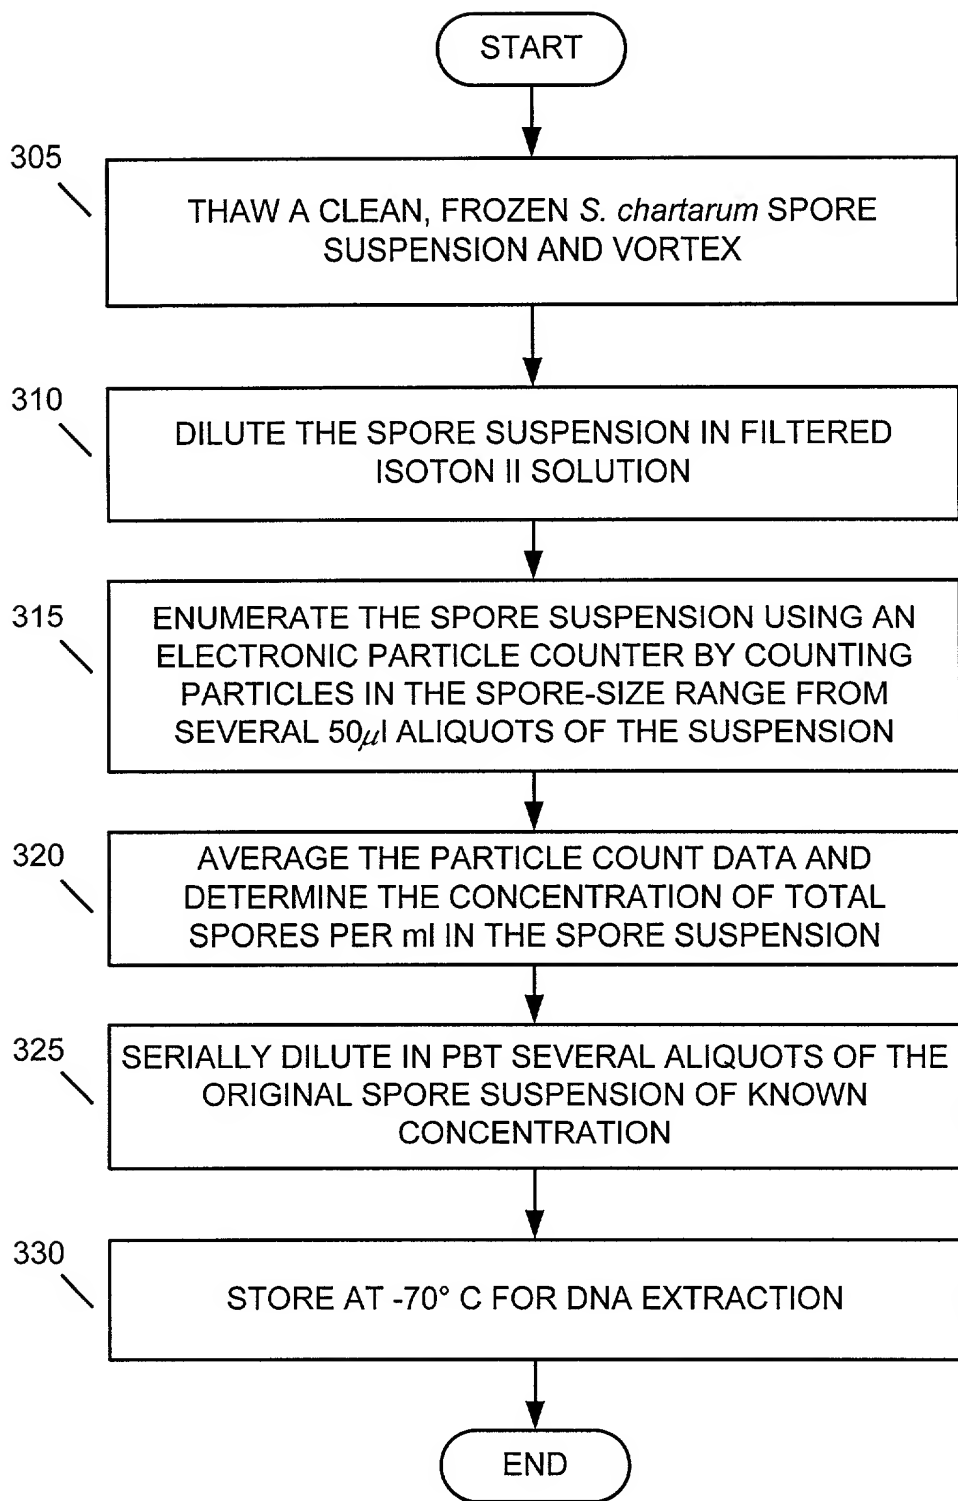 START
305
THAW A CLEAN, FROZEN S. chartarum SPORE
SUSPENSION AND VORTEX
310
DILUTE THE SPORE SUSPENSION IN FILTERED
ISOTON II SOLUTION
315
ENUMERATE THE SPORE SUSPENSION USING AN
ELECTRONIC PARTICLE COUNTER BY COUNTING
PARTICLES IN THE SPORE-SIZE RANGE FROM
SEVERAL 50μl ALIQUOTS OF THE SUSPENSION
320
AVERAGE THE PARTICLE COUNT DATA AND
DETERMINE THE CONCENTRATION OF TOTAL
SPORES PER ml IN THE SPORE SUSPENSION
325
SERIALLY DILUTE IN PBT SEVERAL ALIQUOTS OF THE
ORIGINAL SPORE SUSPENSION OF KNOWN
CONCENTRATION
330
STORE AT -70° C FOR DNA EXTRACTION
END